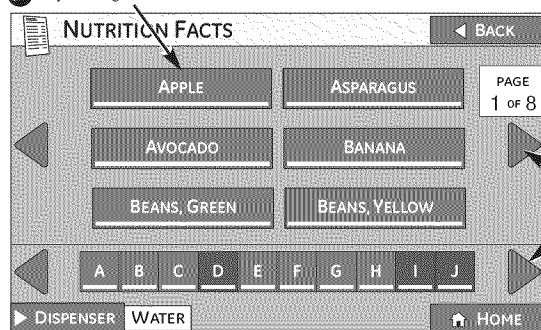 NUTRITION FACTS ◀ BACK
APPLE ASPARAGUS
PAGE
1 OF 8
AVOCADO BANANA
BEANS, GREEN BEANS, YELLOW
A B C D E F G H I J
▶ DISPENSER WATER HOME